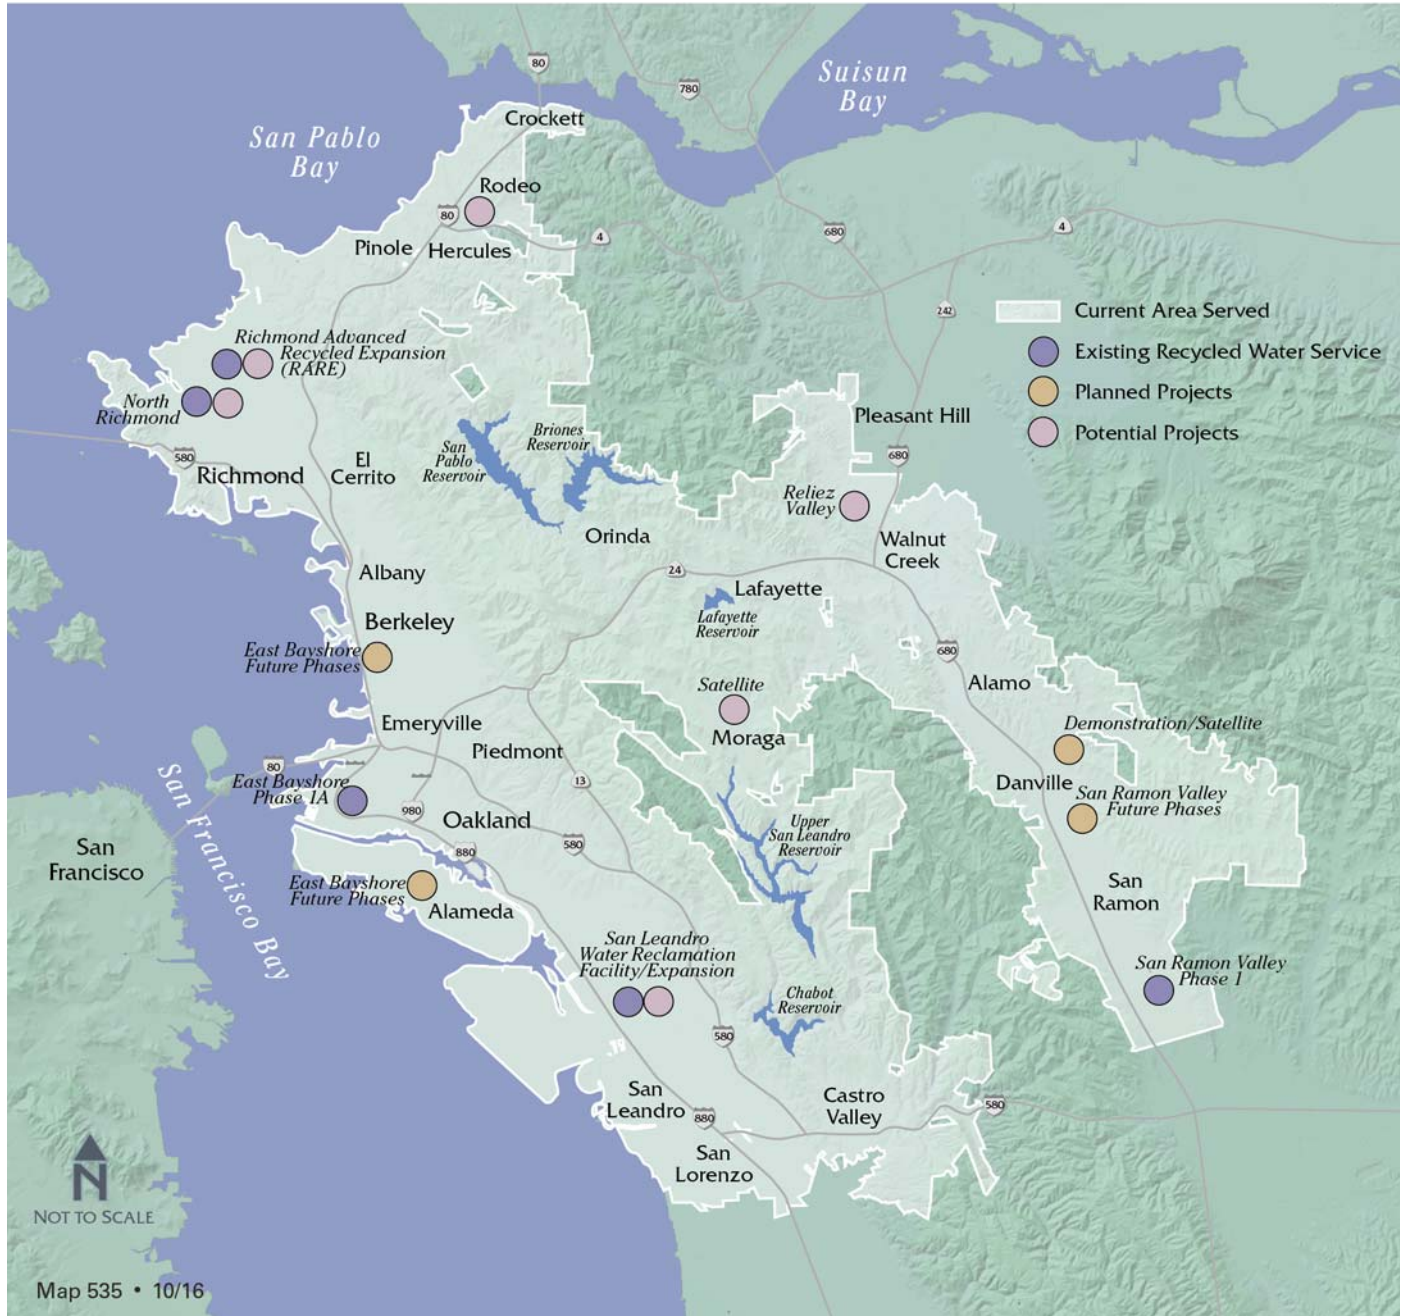 80
780
Suisun
Bay
San Pablo
Bay
Crockett
Rodeo
80
4
680
4
Pinole
Hercules
242
Current Area Served
Existing Recycled Water Service
Planned Projects
Potential Projects
Richmond Advanced
Recycled Expansion
(RARE)
North
Richmond
580
Richmond
El
Cerrito
San
Pablo
Reservoir
Briones
Reservoir
Pleasant Hill
680
Reliez
Valley
Orinda
Walnut
Creek
24
Albany
Lafayette
Lafayette
Reservoir
Berkeley
East Bayshore
Future Phases
680
Alamo
Satellite
Moraga
Emeryville
Piedmont
Demonstration/Satellite
80
13
East Bayshore
Phase 1A
980
Danville
San Ramon Valley
Future Phases
Oakland
580
880
Upper
San Leandro
Reservoir
San
Francisco
San Francisco Bay
East Bayshore
Future Phases
Alameda
San
Ramon
San Leandro
Water Reclamation
Facility/Expansion
San Ramon Valley
Phase 1
Chabot
Reservoir
580
San
Leandro
880
Castro
Valley
580
San
Lorenzo
N
NOT TO SCALE
Map 535 • 10/16